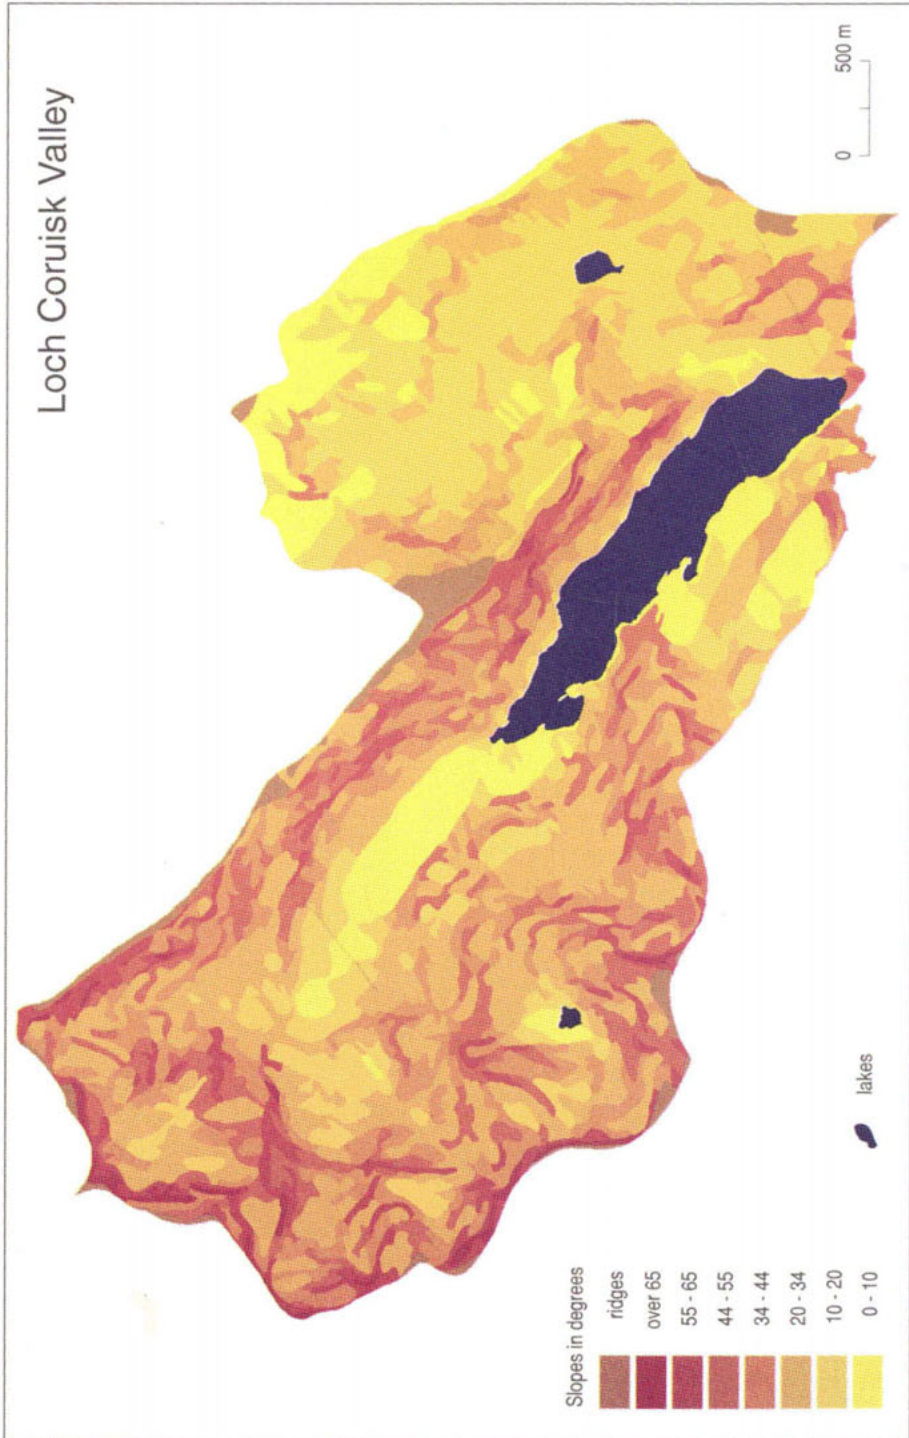 Loch Coruisk Valley
0 500 m
Slopes in degrees
ridges
over 65
55 - 65
44 - 55
34 - 44
20 - 34
10 - 20
0 - 10
lakes